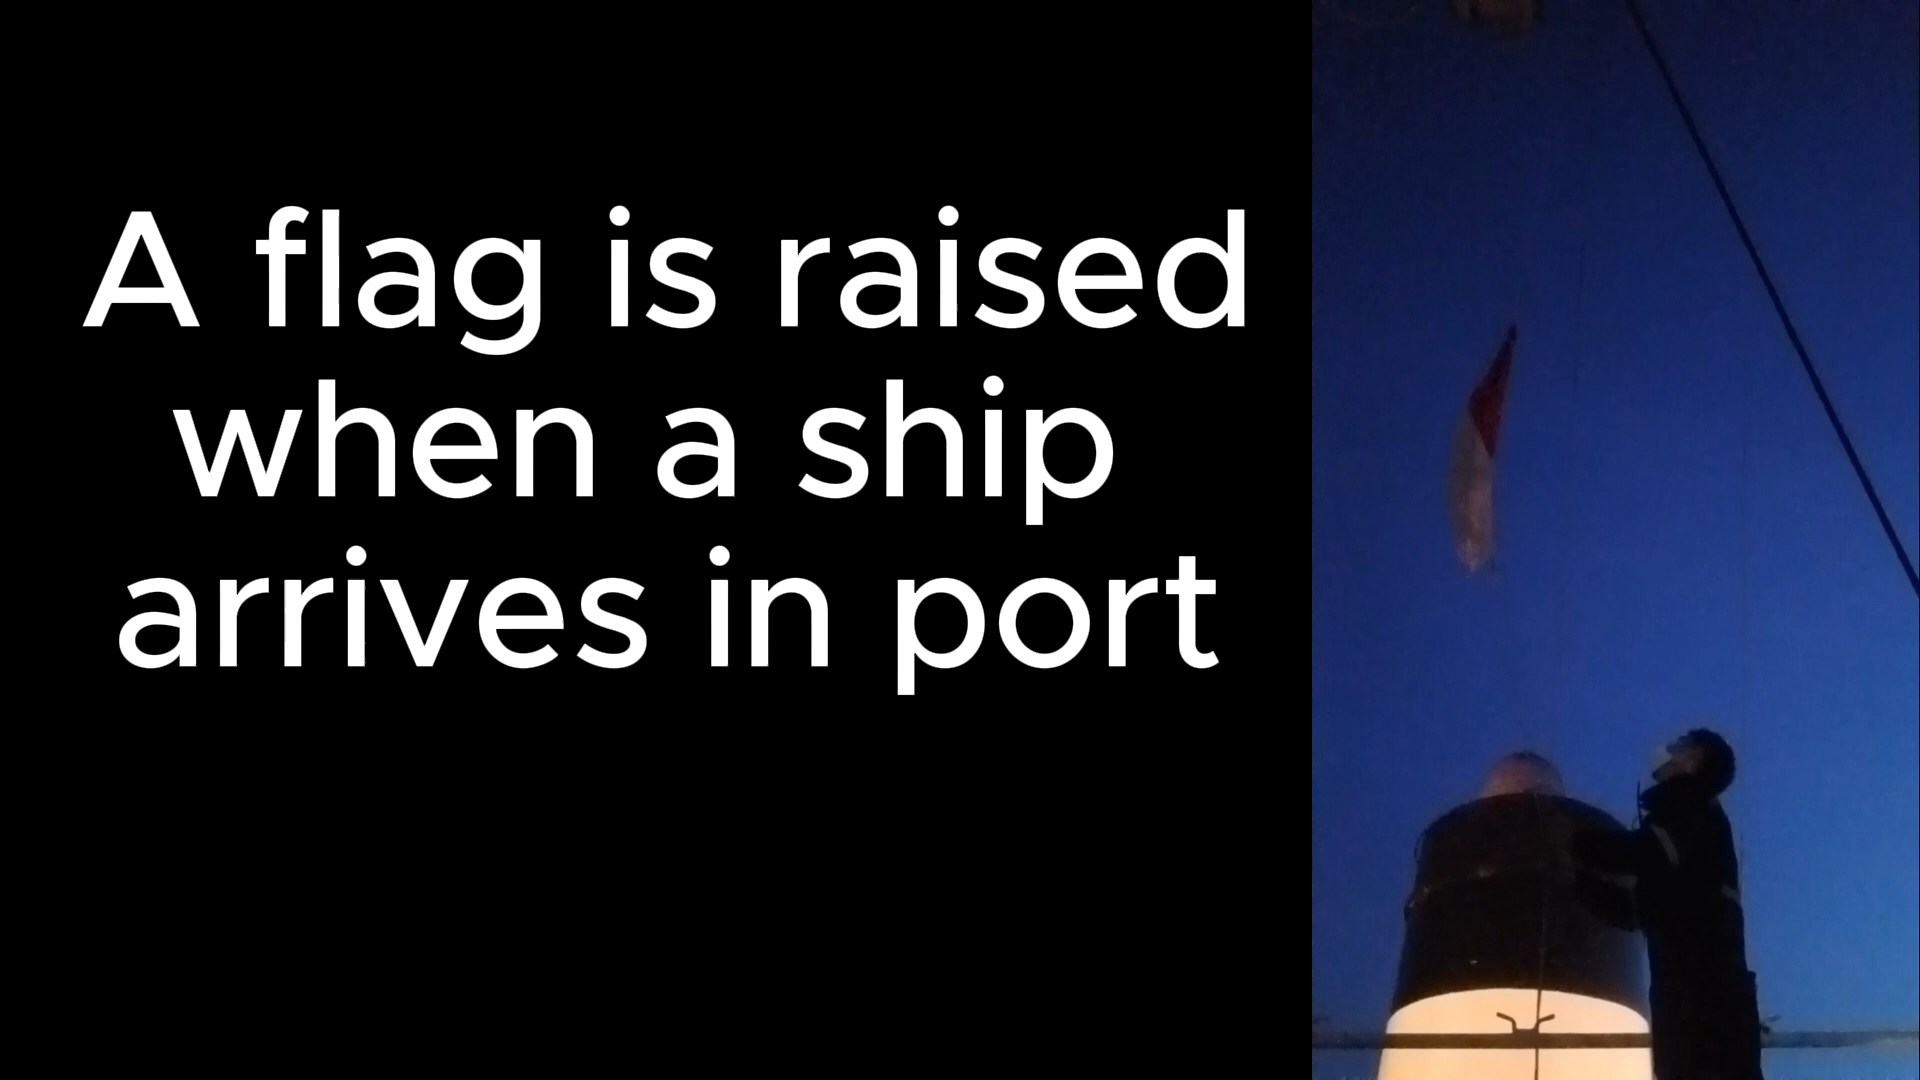 A flag is raised
when a ship
arrives in port